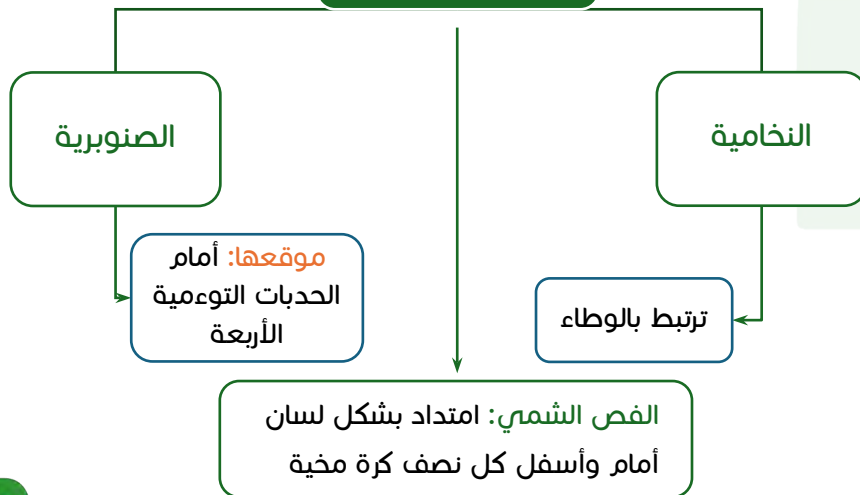 النخامية
الصنوبرية
ترتبط بالوطاء
موقعها: أمام
الحدبات التوءمية
الأربعة
الفص الشمي: امتداد بشكل لسان
أمام وأسفل كل نصف كرة مخية